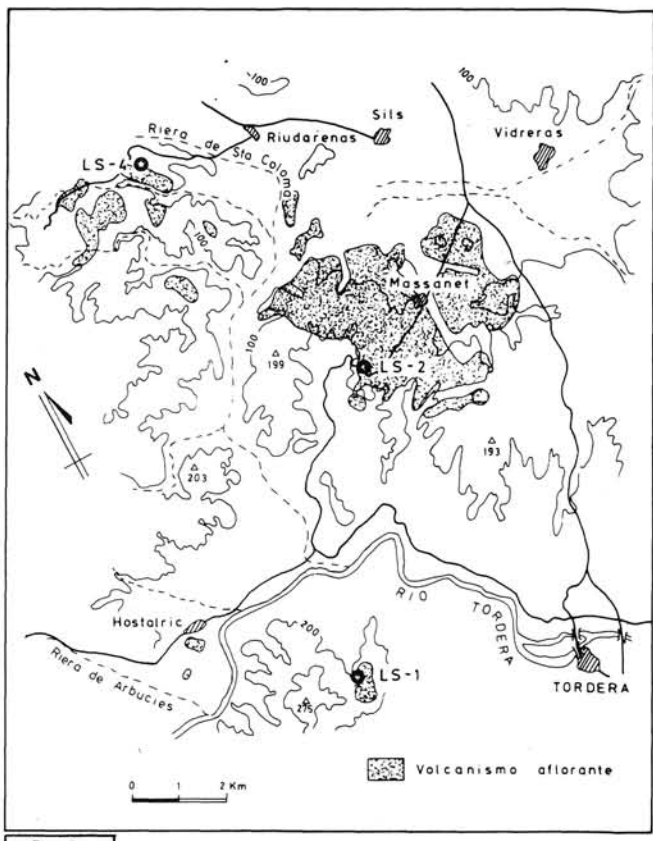 100
100
Sils
Riera de Sta Coloma
Riudarenas
Vidreras
LS-4
100
Massanet
100
199
LS-2
N
193
203
RIO TORDERA
Hostalric
200
Riera de Arbucies
LS-1
275
TORDERA
Volcanismo aflorante
0 1 2 Km